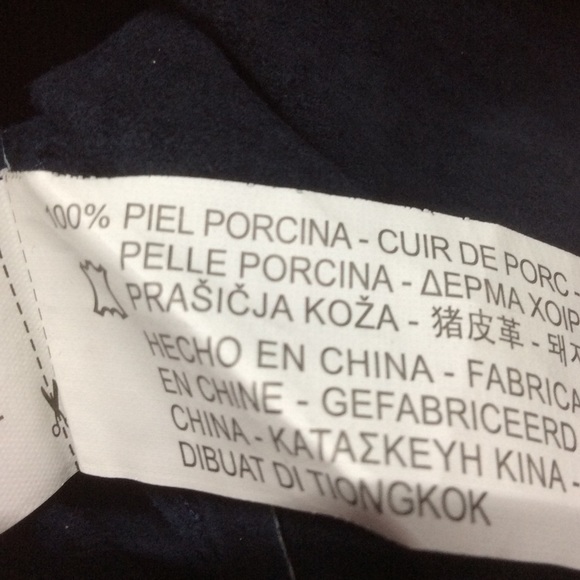 100% PIEL PORCINA - CUIR DE PORC -
PELLE PORCINA - ΔΕΡΜΑ
PRAŠIČJA KOŽA - 猪皮革 -
HECHO EN CHINA - FABRICA
EN CHINE - GEFABRICEERD
CHINA - ΚΑΤΑΣΚΕΥΗ ΚΙΝΑ -
DIBUAT DI TIONGKOK